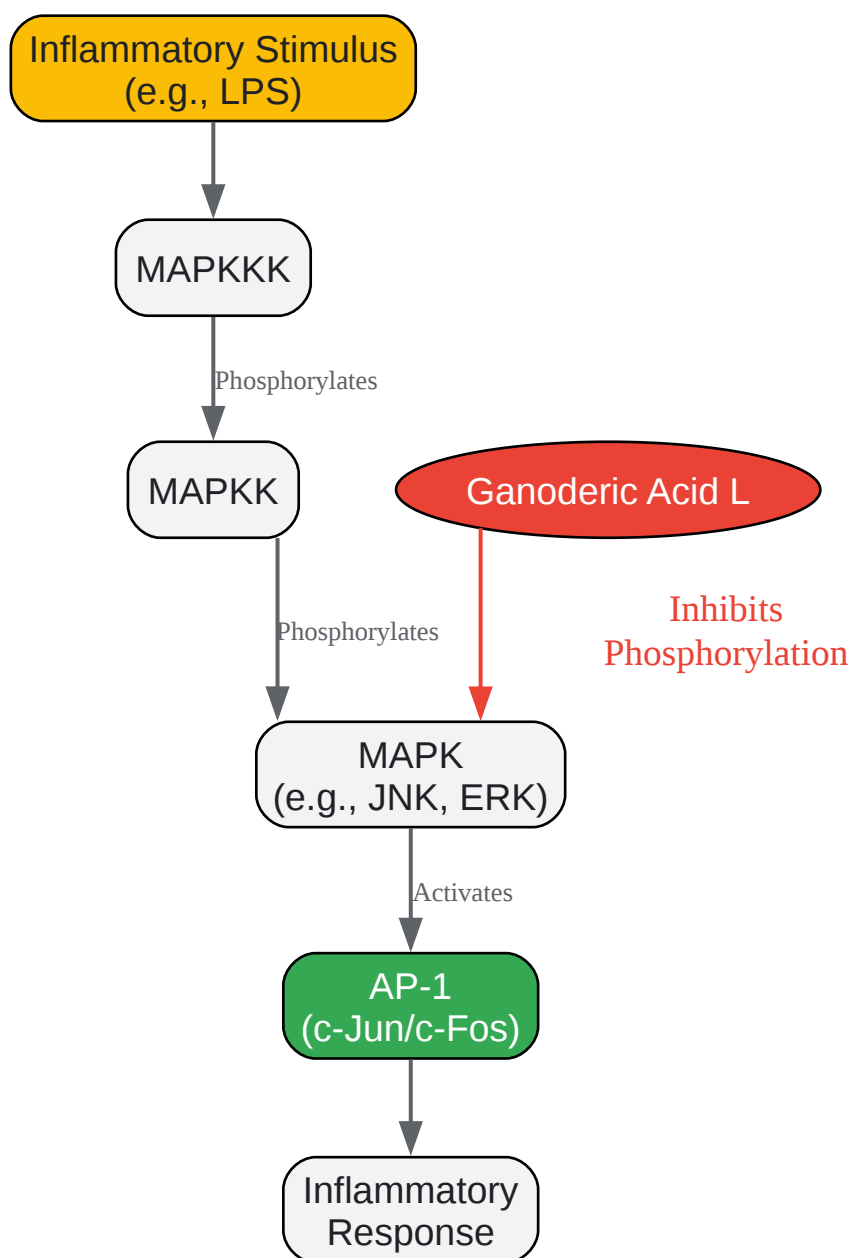 Inflammatory Stimulus
(e.g., LPS)
MAPKKK
Phosphorylates
MAPKK
Ganoderic Acid L
Inhibits
Phosphorylation
Phosphorylates
MAPK
(e.g., JNK, ERK)
Activates
AP-1
(c-Jun/c-Fos)
Inflammatory
Response